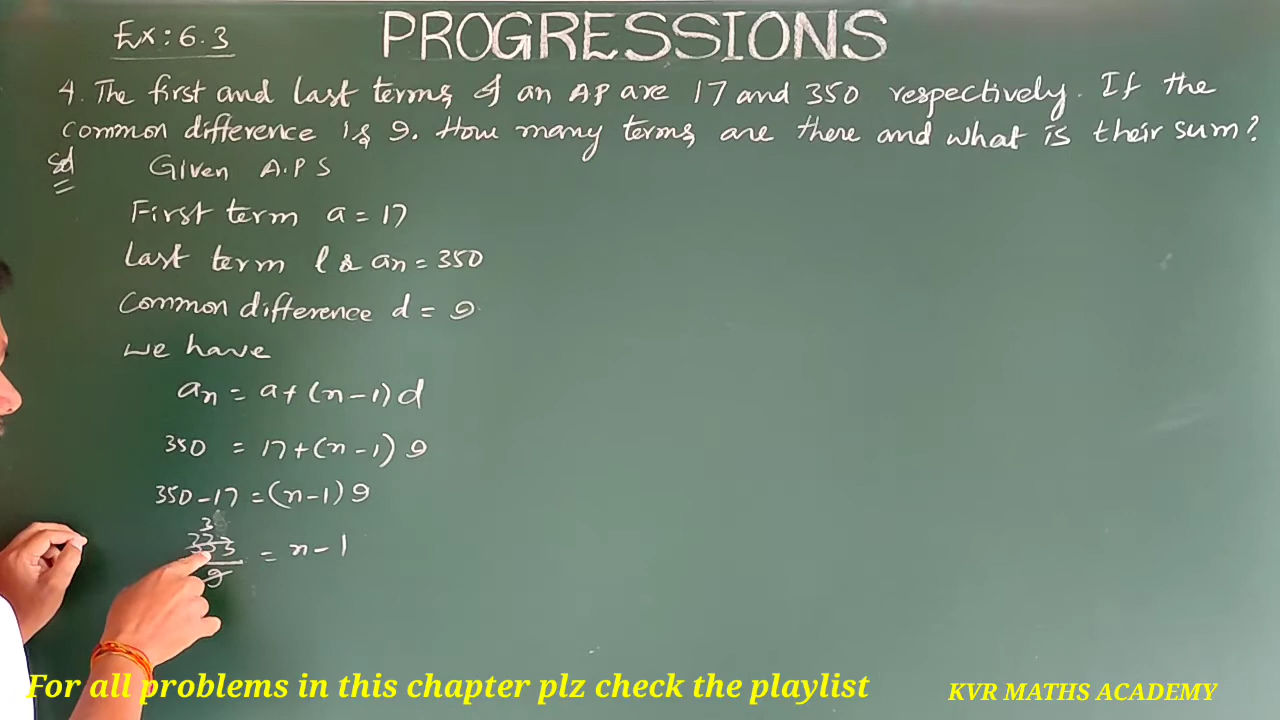 Ex: 6.3
PROGRESSIONS
4. The first and last terms of an AP are 17 and 350 respectively. If the
common difference is 9. How many terms are there and what is their sum?
Sol
Given A.P S
First term a = 17
Last term l & an = 350
Common difference d = 9
we have
an = a + (n - 1) d
350 = 17 + (n - 1) 9
350 - 17 = (n - 1) 9
3
9 = n - 1
For all problems in this chapter plz check the playlist
KVR MATHS ACADEMY